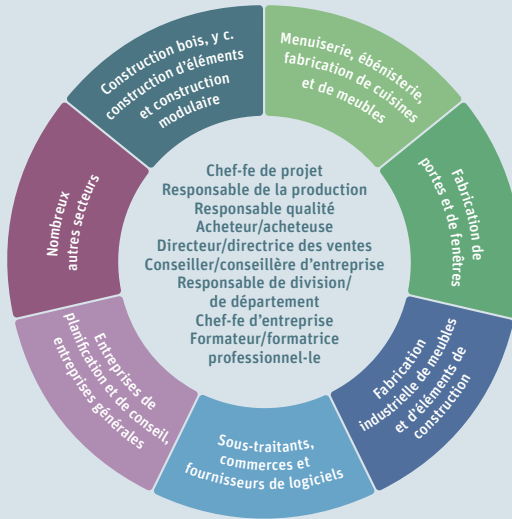 Construction bois, y c.
construction d'éléments
et construction
modulaire
Menuiserie, ébénisterie,
fabrication de cuisines
et de meubles
Fabrication de
portes et de fenêtres
Fabrication
industrielle de meubles
et d'éléments de
construction
Sous-traitants,
commerces et
fournisseurs de logiciels
Entreprises de
planification et de conseil,
entreprises générales
Nombreux
autres secteurs
Chef-fe de projet
Responsable de la production
Responsable qualité
Acheteur/acheteuse
Directeur/directrice des ventes
Conseiller/conseillère d'entreprise
Responsable de division/
de département
Chef-fe d'entreprise
Formateur/formatrice
professionnel-le